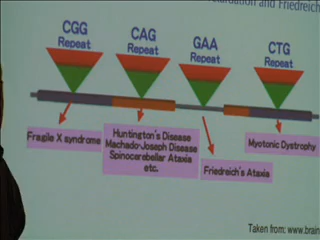 and Friedreich
CGG
Repeat
CAG
Repeat
GAA
Repeat
CTG
Repeat
Fragile X syndrome
Huntington's Disease
Machado-Joseph Disease
Spinocerebellar Ataxia
etc.
Friedreich's Ataxia
Myotonic Dystrophy
Taken from: www.brain